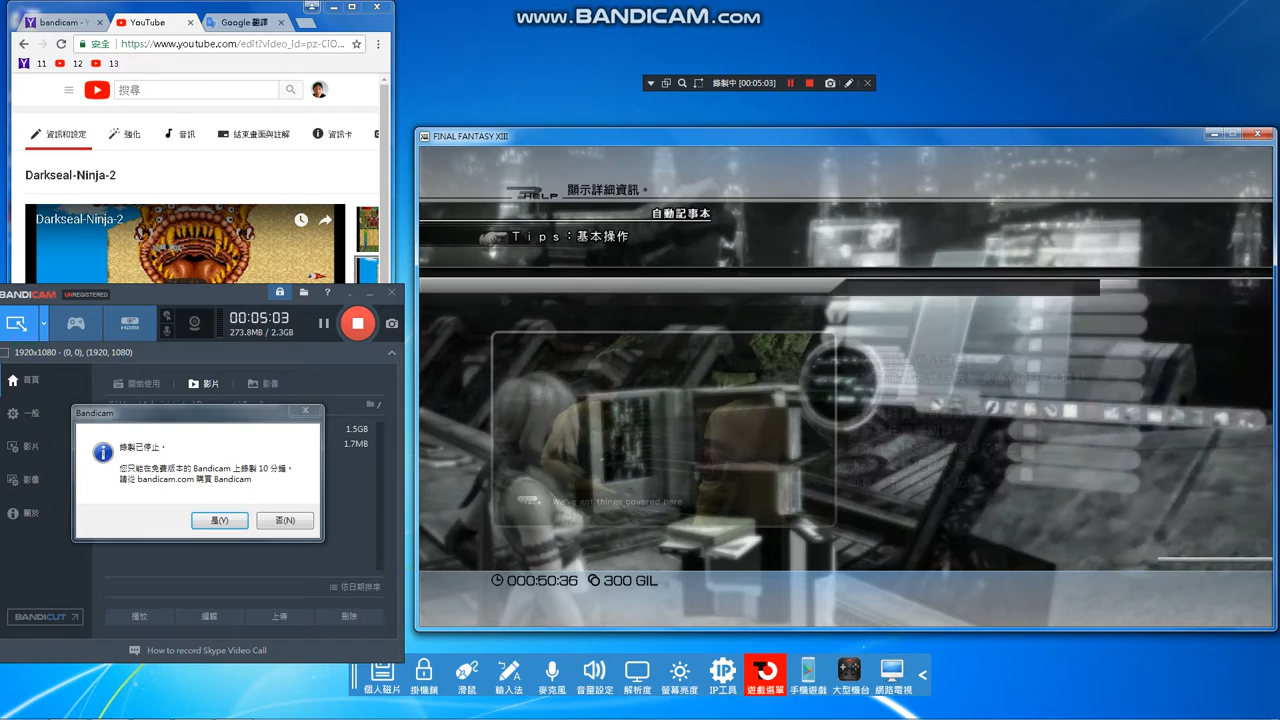 www.BANDICAM.com
bandicam - Y
YouTube
Google 翻譯
安全
https://www.youtube.com/edit?video_id=pz-CiO...
11
12
13
搜尋
資訊和設定
強化
音訊
結束畫面與註解
資訊卡
Darkseal-Ninja-2
Darkseal-Ninja-2
錄製中 [00:05:03]
FINAL FANTASY XIII
HELP
顯示詳細資訊。
自動記事本
Tips：基本操作
We've got things covered here.
000:50:36
300 GIL
BANDICAM
UNREGISTERED
00:05:03
273.8MB / 2.3GB
1920x1080 - (0, 0), (1920, 1080)
首頁
一般
影片
影像
關於
開始使用
影片
影像
1.5GB
1.7MB
Bandicam
錄製已停止。
您只能在免費版本的 Bandicam 上錄製 10 分鐘。
請從 bandicam.com 購買 Bandicam
是(Y)
否(N)
依日期排序
BANDICUT
播放
編輯
上傳
刪除
How to record Skype Video Call
個人磁片
掛機鎖
滑鼠
輸入法
麥克風
音量設定
解析度
螢幕亮度
IP
IP工具
遊戲選單
手機遊戲
大型機台
網路電視